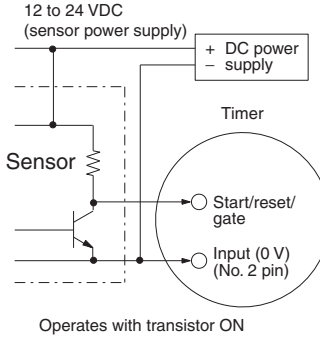 12 to 24 VDC
(sensor power supply)
+ DC power
− supply
Timer
Sensor
Start/reset/
gate
Input (0 V)
(No. 2 pin)
Operates with transistor ON